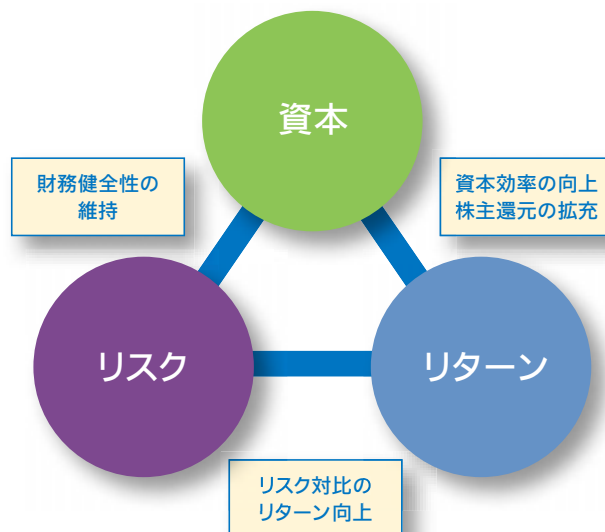 資本
財務健全性の
維持
資本効率の向上
株主還元の拡充
リスク
リターン
リスク対比の
リターン向上